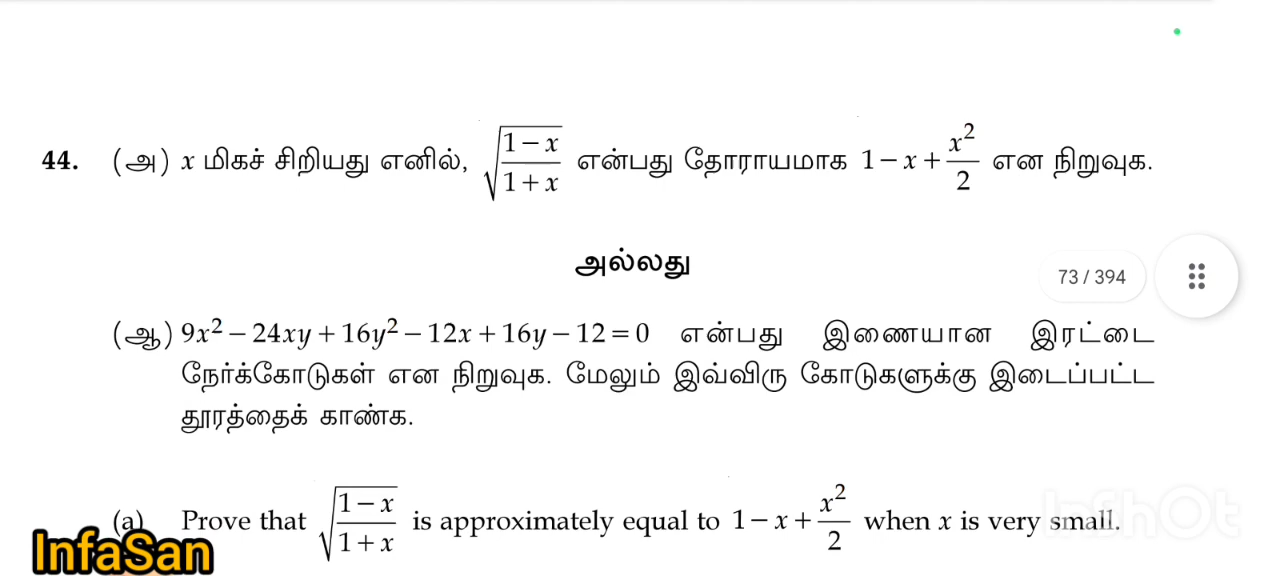 44. (அ) x மிகச் சிறியது எனில், √((1 − x)/(1 + x)) என்பது தோராயமாக 1 − x + x²/2 என நிறுவுக.
அல்லது
73 / 394
(ஆ) 9x² − 24xy + 16y² − 12x + 16y − 12 = 0 என்பது இணையான இரட்டை
நேர்க்கோடுகள் என நிறுவுக. மேலும் இவ்விரு கோடுகளுக்கு இடைப்பட்ட
தூரத்தைக் காண்க.
(a) Prove that √((1 − x)/(1 + x)) is approximately equal to 1 − x + x²/2 when x is very small.
InShOt
InfaSan